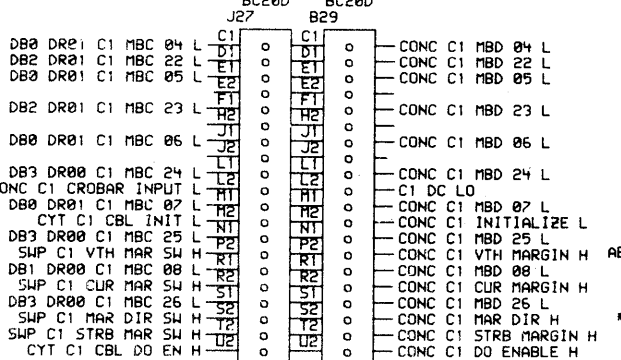 BC20D BC20D
J27 B29
C1 C1
DB0 DR01 C1 MBC 04 L D1 D1 CONC C1 MBD 04 L
DB2 DR01 C1 MBC 22 L E1 E1 CONC C1 MBD 22 L
DB0 DR01 C1 MBC 05 L E2 E2 CONC C1 MBD 05 L
F1 F1
DB2 DR01 C1 MBC 23 L H2 H2 CONC C1 MBD 23 L
J1 J1
DB0 DR01 C1 MBC 06 L J2 J2 CONC C1 MBD 06 L
L1 L1
DB3 DR00 C1 MBC 24 L L2 L2 CONC C1 MBD 24 L
ONC C1 CROBAR INPUT L M1 M1 C1 DC LO
DB0 DR01 C1 MBC 07 L M2 M2 CONC C1 MBD 07 L
CYT C1 CBL INIT L N1 N1 CONC C1 INITIALIZE L
DB3 DR00 C1 MBC 25 L P2 P2 CONC C1 MBD 25 L
SWP C1 VTH MAR SW H R1 R1 CONC C1 VTH MARGIN H AE
DB1 DR00 C1 MBC 08 L R2 R2 CONC C1 MBD 08 L
SWP C1 CUR MAR SW H S1 S1 CONC C1 CUR MARGIN H
DB3 DR00 C1 MBC 26 L S2 S2 CONC C1 MBD 26 L
SWP C1 MAR DIR SW H T2 T2 CONC C1 MAR DIR H *
SWP C1 STRB MAR SW H U2 U2 CONC C1 STRB MARGIN H
CYT C1 CBL DO EN H CONC C1 DO ENABLE H